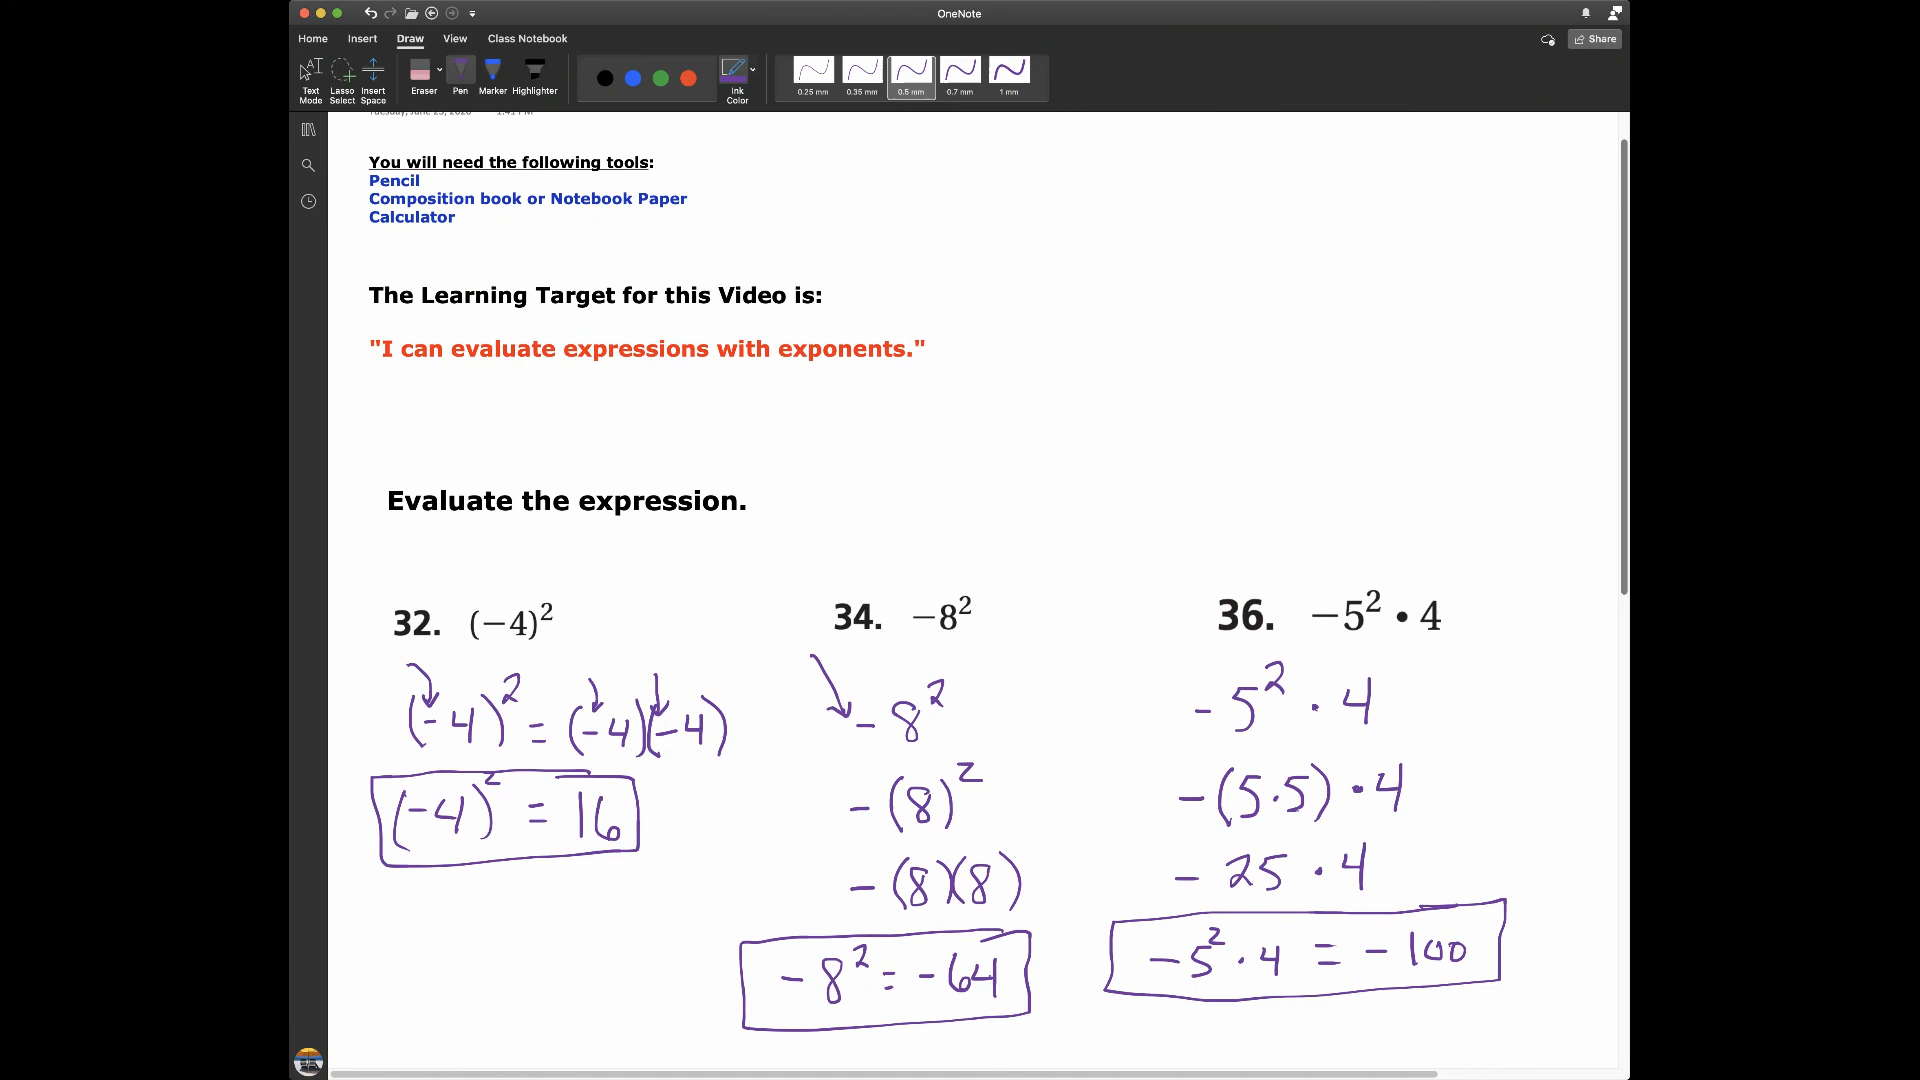 OneNote
Home Insert Draw View Class Notebook
Share
Text Mode
Lasso Select
Insert Space
Eraser
Pen
Marker
Highlighter
Ink Color
0.25 mm
0.35 mm
0.5 mm
0.7 mm
1 mm
You will need the following tools:
Pencil
Composition book or Notebook Paper
Calculator
The Learning Target for this Video is:
"I can evaluate expressions with exponents."
Evaluate the expression.
32. (−4)²
(-4)² = (-4)(-4)
(-4)² = 16
34. −8²
- 8²
- (8)²
- (8)(8)
- 8² = - 64
36. −5² • 4
- 5² · 4
- (5·5) · 4
- 25 · 4
- 5² · 4 = - 100